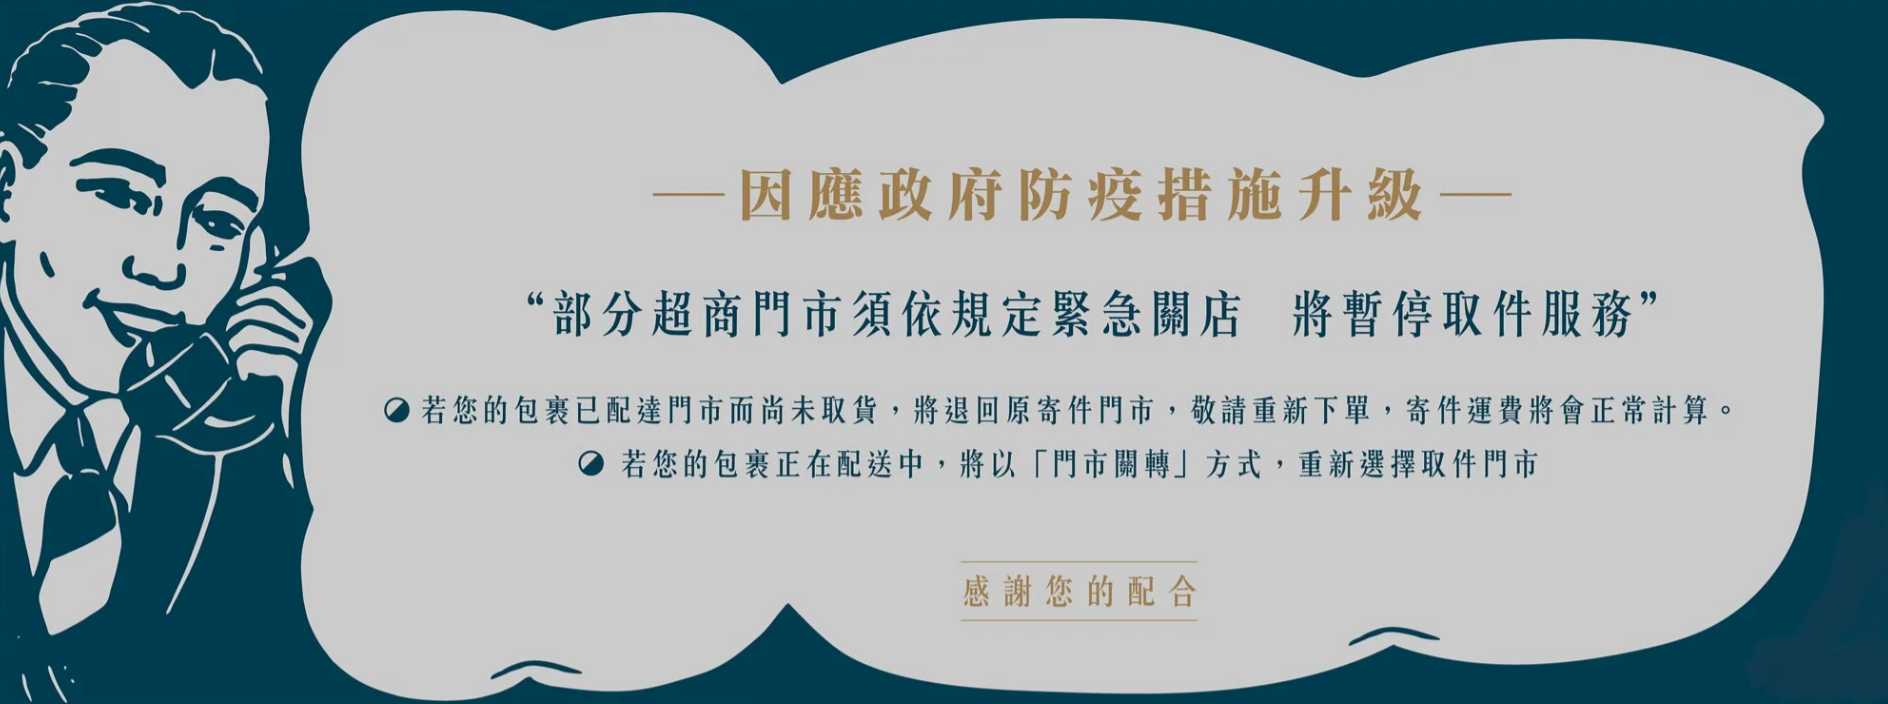 — 因應政府防疫措施升級 —
“部分超商門市須依規定緊急關店　將暫停取件服務”
若您的包裹已配達門市而尚未取貨，將退回原寄件門市，敬請重新下單，寄件運費將會正常計算。
若您的包裹正在配送中，將以「門市關轉」方式，重新選擇取件門市
感謝您的配合